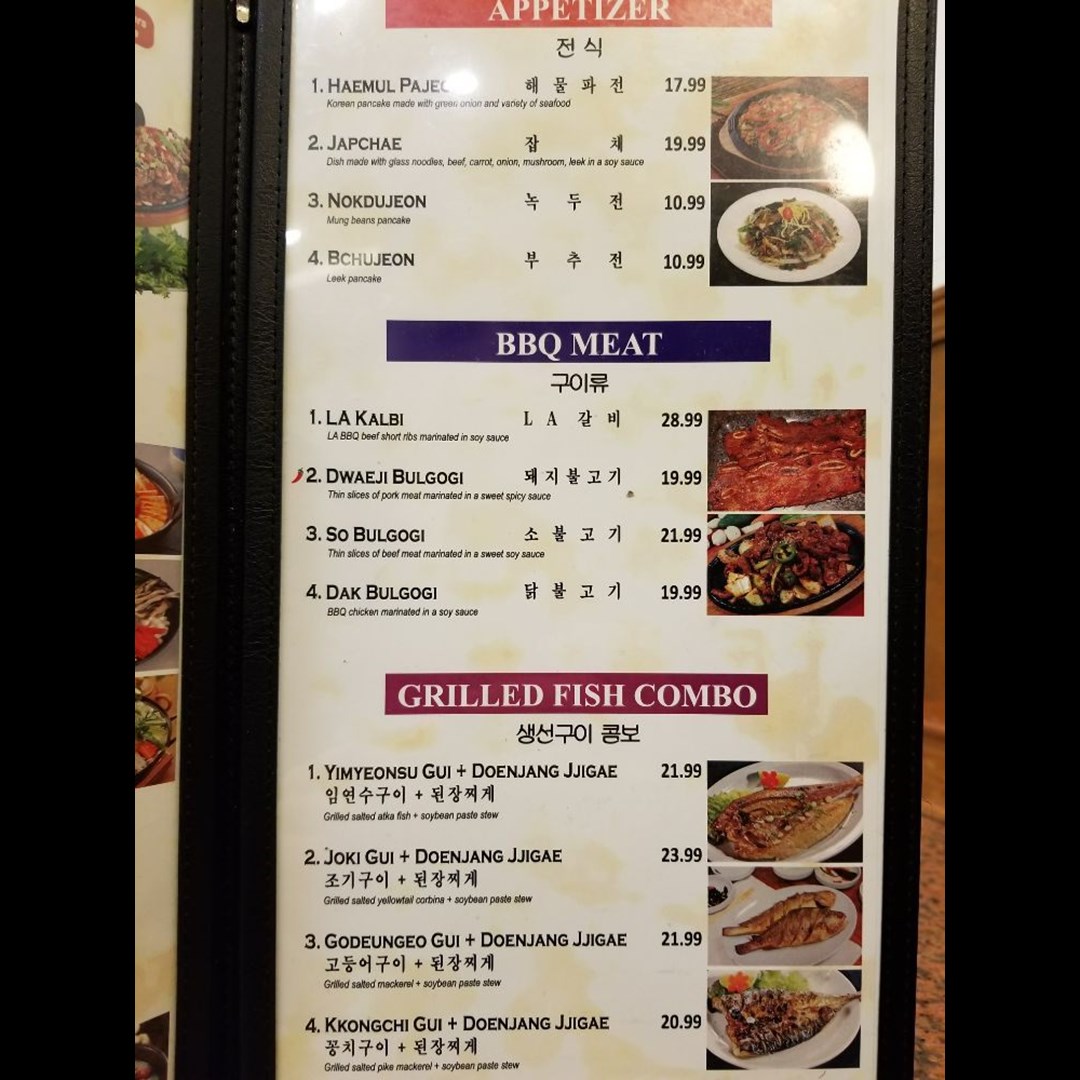 APPETIZER
전 식
1. HAEMUL 해 물 파 전 17.99
Korean pancake made with green onion and variety of seafood
2. JAPCHAE 잡 채 19.99
Dish made with glass noodles, beef, carrot, onion, mushroom, leek in a soy sauce
3. NOKDUJEON 녹 두 전 10.99
Mung beans pancake
4. BCHUJEON 부 추 전 10.99
Leek pancake
BBQ MEAT
구이류
1. LA KALBI L A 갈 비 28.99
LA BBQ beef short ribs marinated in soy sauce
2. DWAEJI BULGOGI 돼지불고기 19.99
Thin slices of pork meat marinated in a sweet spicy sauce
3. SO BULGOGI 소 불 고 기 21.99
Thin slices of beef meat marinated in a sweet soy sauce
4. DAK BULGOGI 닭 불 고 기 19.99
BBQ chicken marinated in a soy sauce
GRILLED FISH COMBO
생선구이 콤보
1. YIMYEONSU GUI + DOENJANG JJIGAE 21.99
임연수구이 + 된장찌게
Grilled salted atka fish + soybean paste stew
2. JOKI GUI + DOENJANG JJIGAE 23.99
조기구이 + 된장찌게
Grilled salted yellowtail corbina + soybean paste stew
3. GODEUNGEO GUI + DOENJANG JJIGAE 21.99
고등어구이 + 된장찌게
Grilled salted mackerel + soybean paste stew
4. KKONGCHI GUI + DOENJANG JJIGAE 20.99
꽁치구이 + 된장찌게
Grilled salted pike mackerel + soybean paste stew